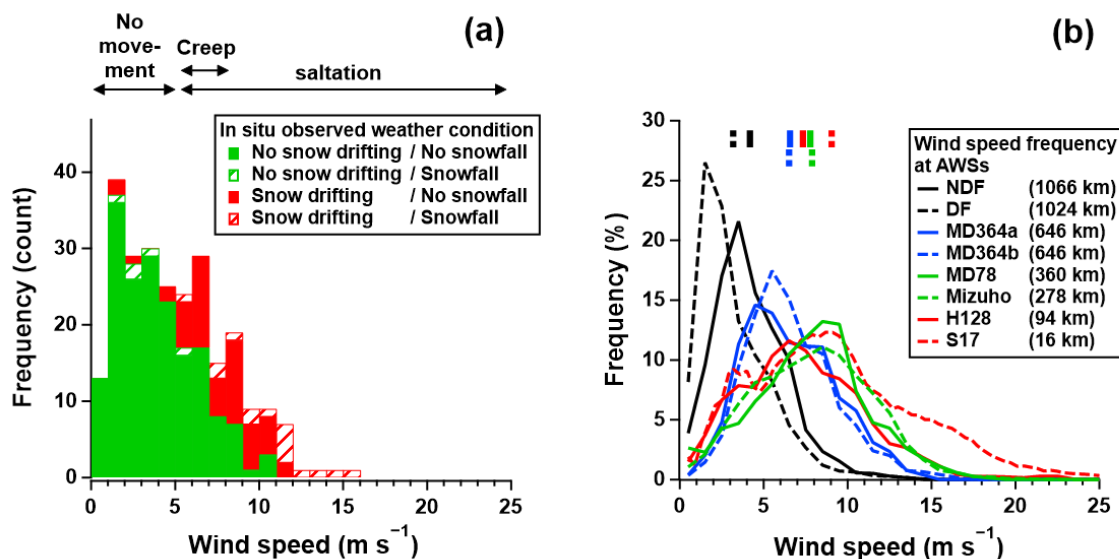 (a)
No
move-
ment
Creep
saltation
In situ observed weather condition
No snow drifting / No snowfall
No snow drifting / Snowfall
Snow drifting / No snowfall
Snow drifting / Snowfall
Frequency (count)
40
30
20
10
0
0 5 10 15 20 25
Wind speed (m s⁻¹)
(b)
Wind speed frequency
at AWSs
NDF (1066 km)
DF (1024 km)
MD364a (646 km)
MD364b (646 km)
MD78 (360 km)
Mizuho (278 km)
H128 (94 km)
S17 (16 km)
Frequency (%)
30
25
20
15
10
5
0
0 5 10 15 20 25
Wind speed (m s⁻¹)